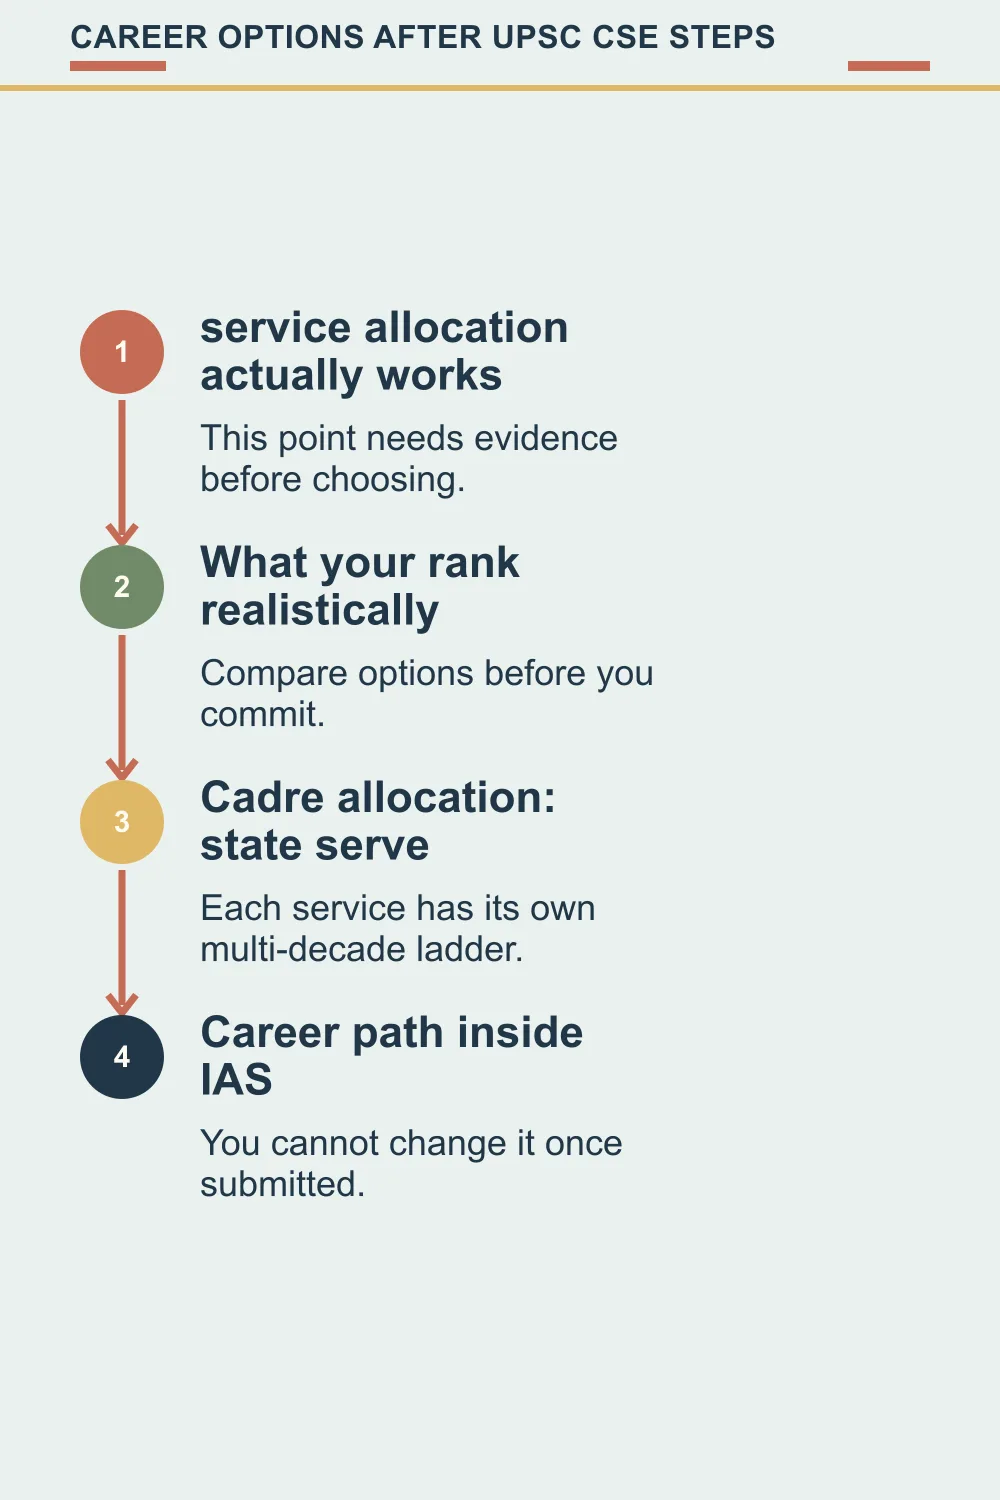 CAREER OPTIONS AFTER UPSC CSE STEPS
1
service allocation
actually works
This point needs evidence
before choosing.
2
What your rank
realistically
Compare options before you
commit.
3
Cadre allocation:
state serve
Each service has its own
multi-decade ladder.
4
Career path inside
IAS
You cannot change it once
submitted.